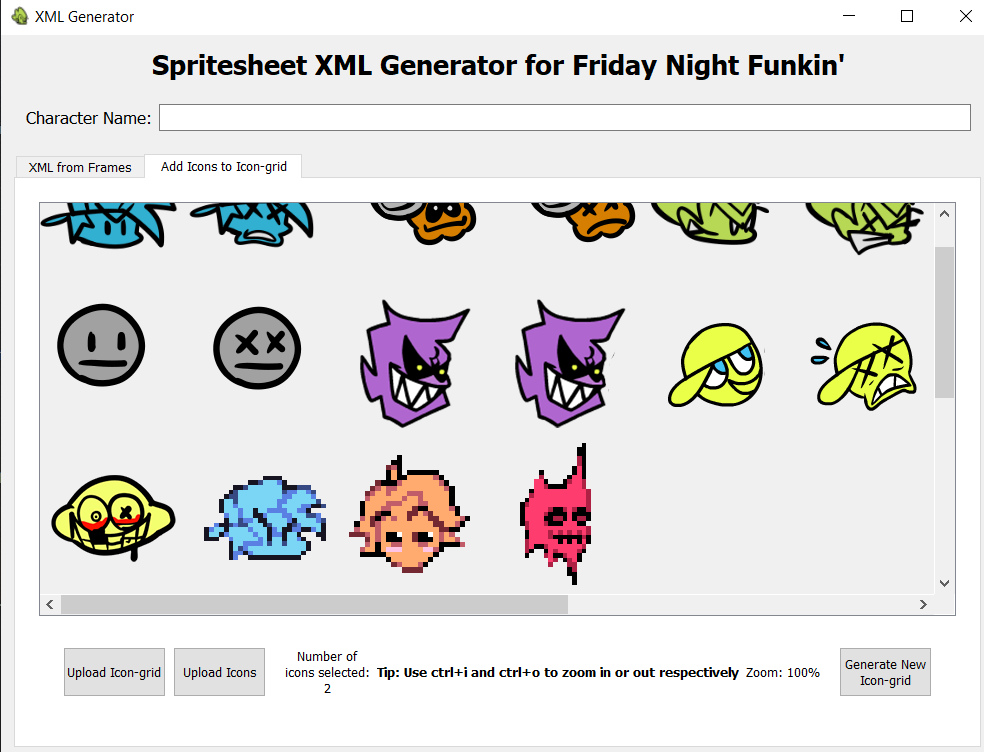 XML Generator
Spritesheet XML Generator for Friday Night Funkin'
Character Name:
XML from Frames
Add Icons to Icon-grid
Upload Icon-grid
Upload Icons
Number of
icons selected:
2
Tip: Use ctrl+i and ctrl+o to zoom in or out respectively
Zoom: 100%
Generate New
Icon-grid